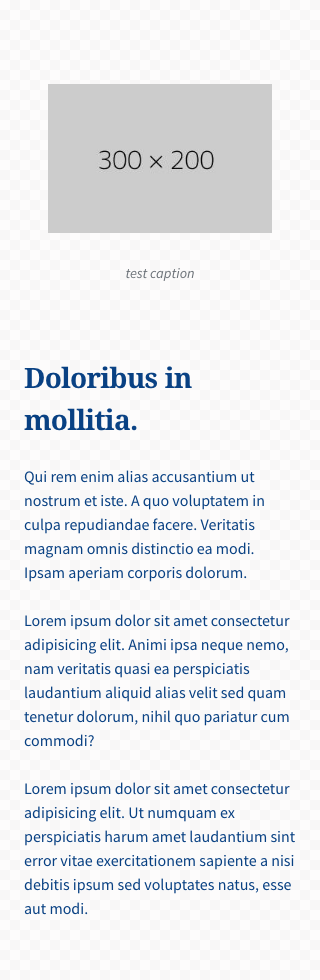 300 × 200
test caption
Doloribus in
mollitia.
Qui rem enim alias accusantium ut
nostrum et iste. A quo voluptatem in
culpa repudiandae facere. Veritatis
magnam omnis distinctio ea modi.
Ipsam aperiam corporis dolorum.
Lorem ipsum dolor sit amet consectetur
adipisicing elit. Animi ipsa neque nemo,
nam veritatis quasi ea perspiciatis
laudantium aliquid alias velit sed quam
tenetur dolorum, nihil quo pariatur cum
commodi?
Lorem ipsum dolor sit amet consectetur
adipisicing elit. Ut numquam ex
perspiciatis harum amet laudantium sint
error vitae exercitationem sapiente a nisi
debitis ipsum sed voluptates natus, esse
aut modi.